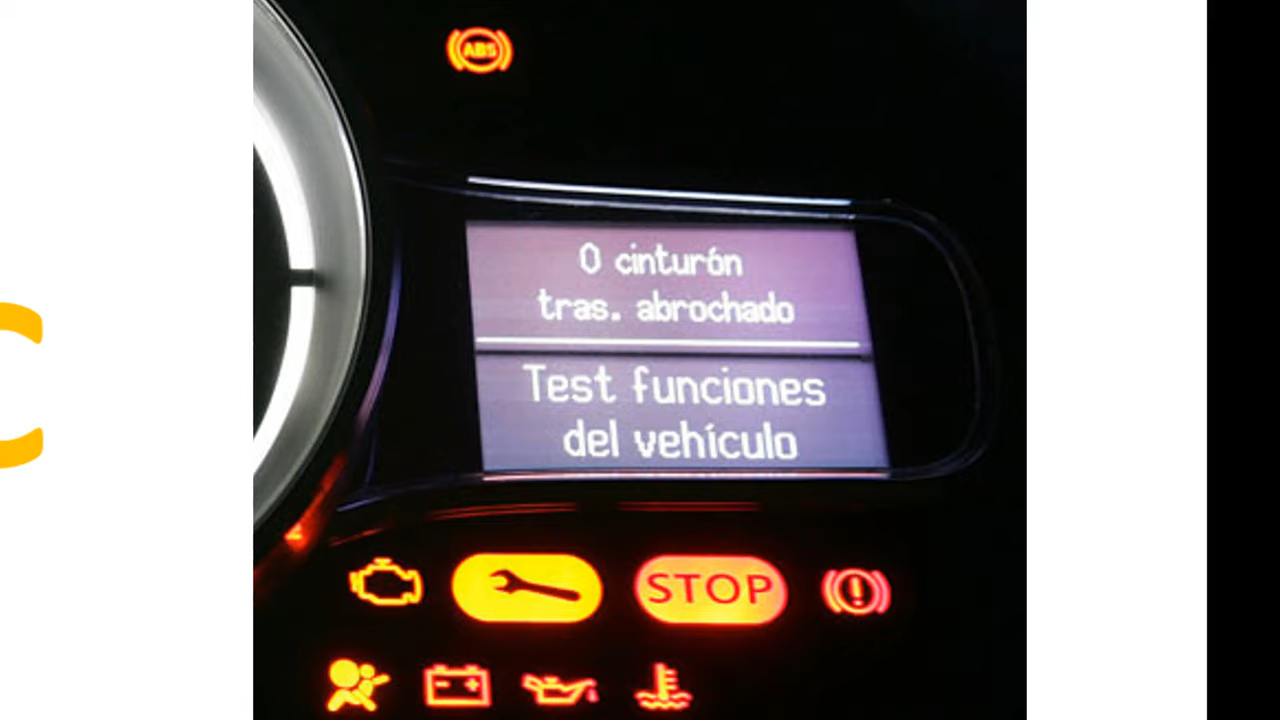 ABS
0 cinturón
tras. abrochado
Test funciones
del vehículo
STOP